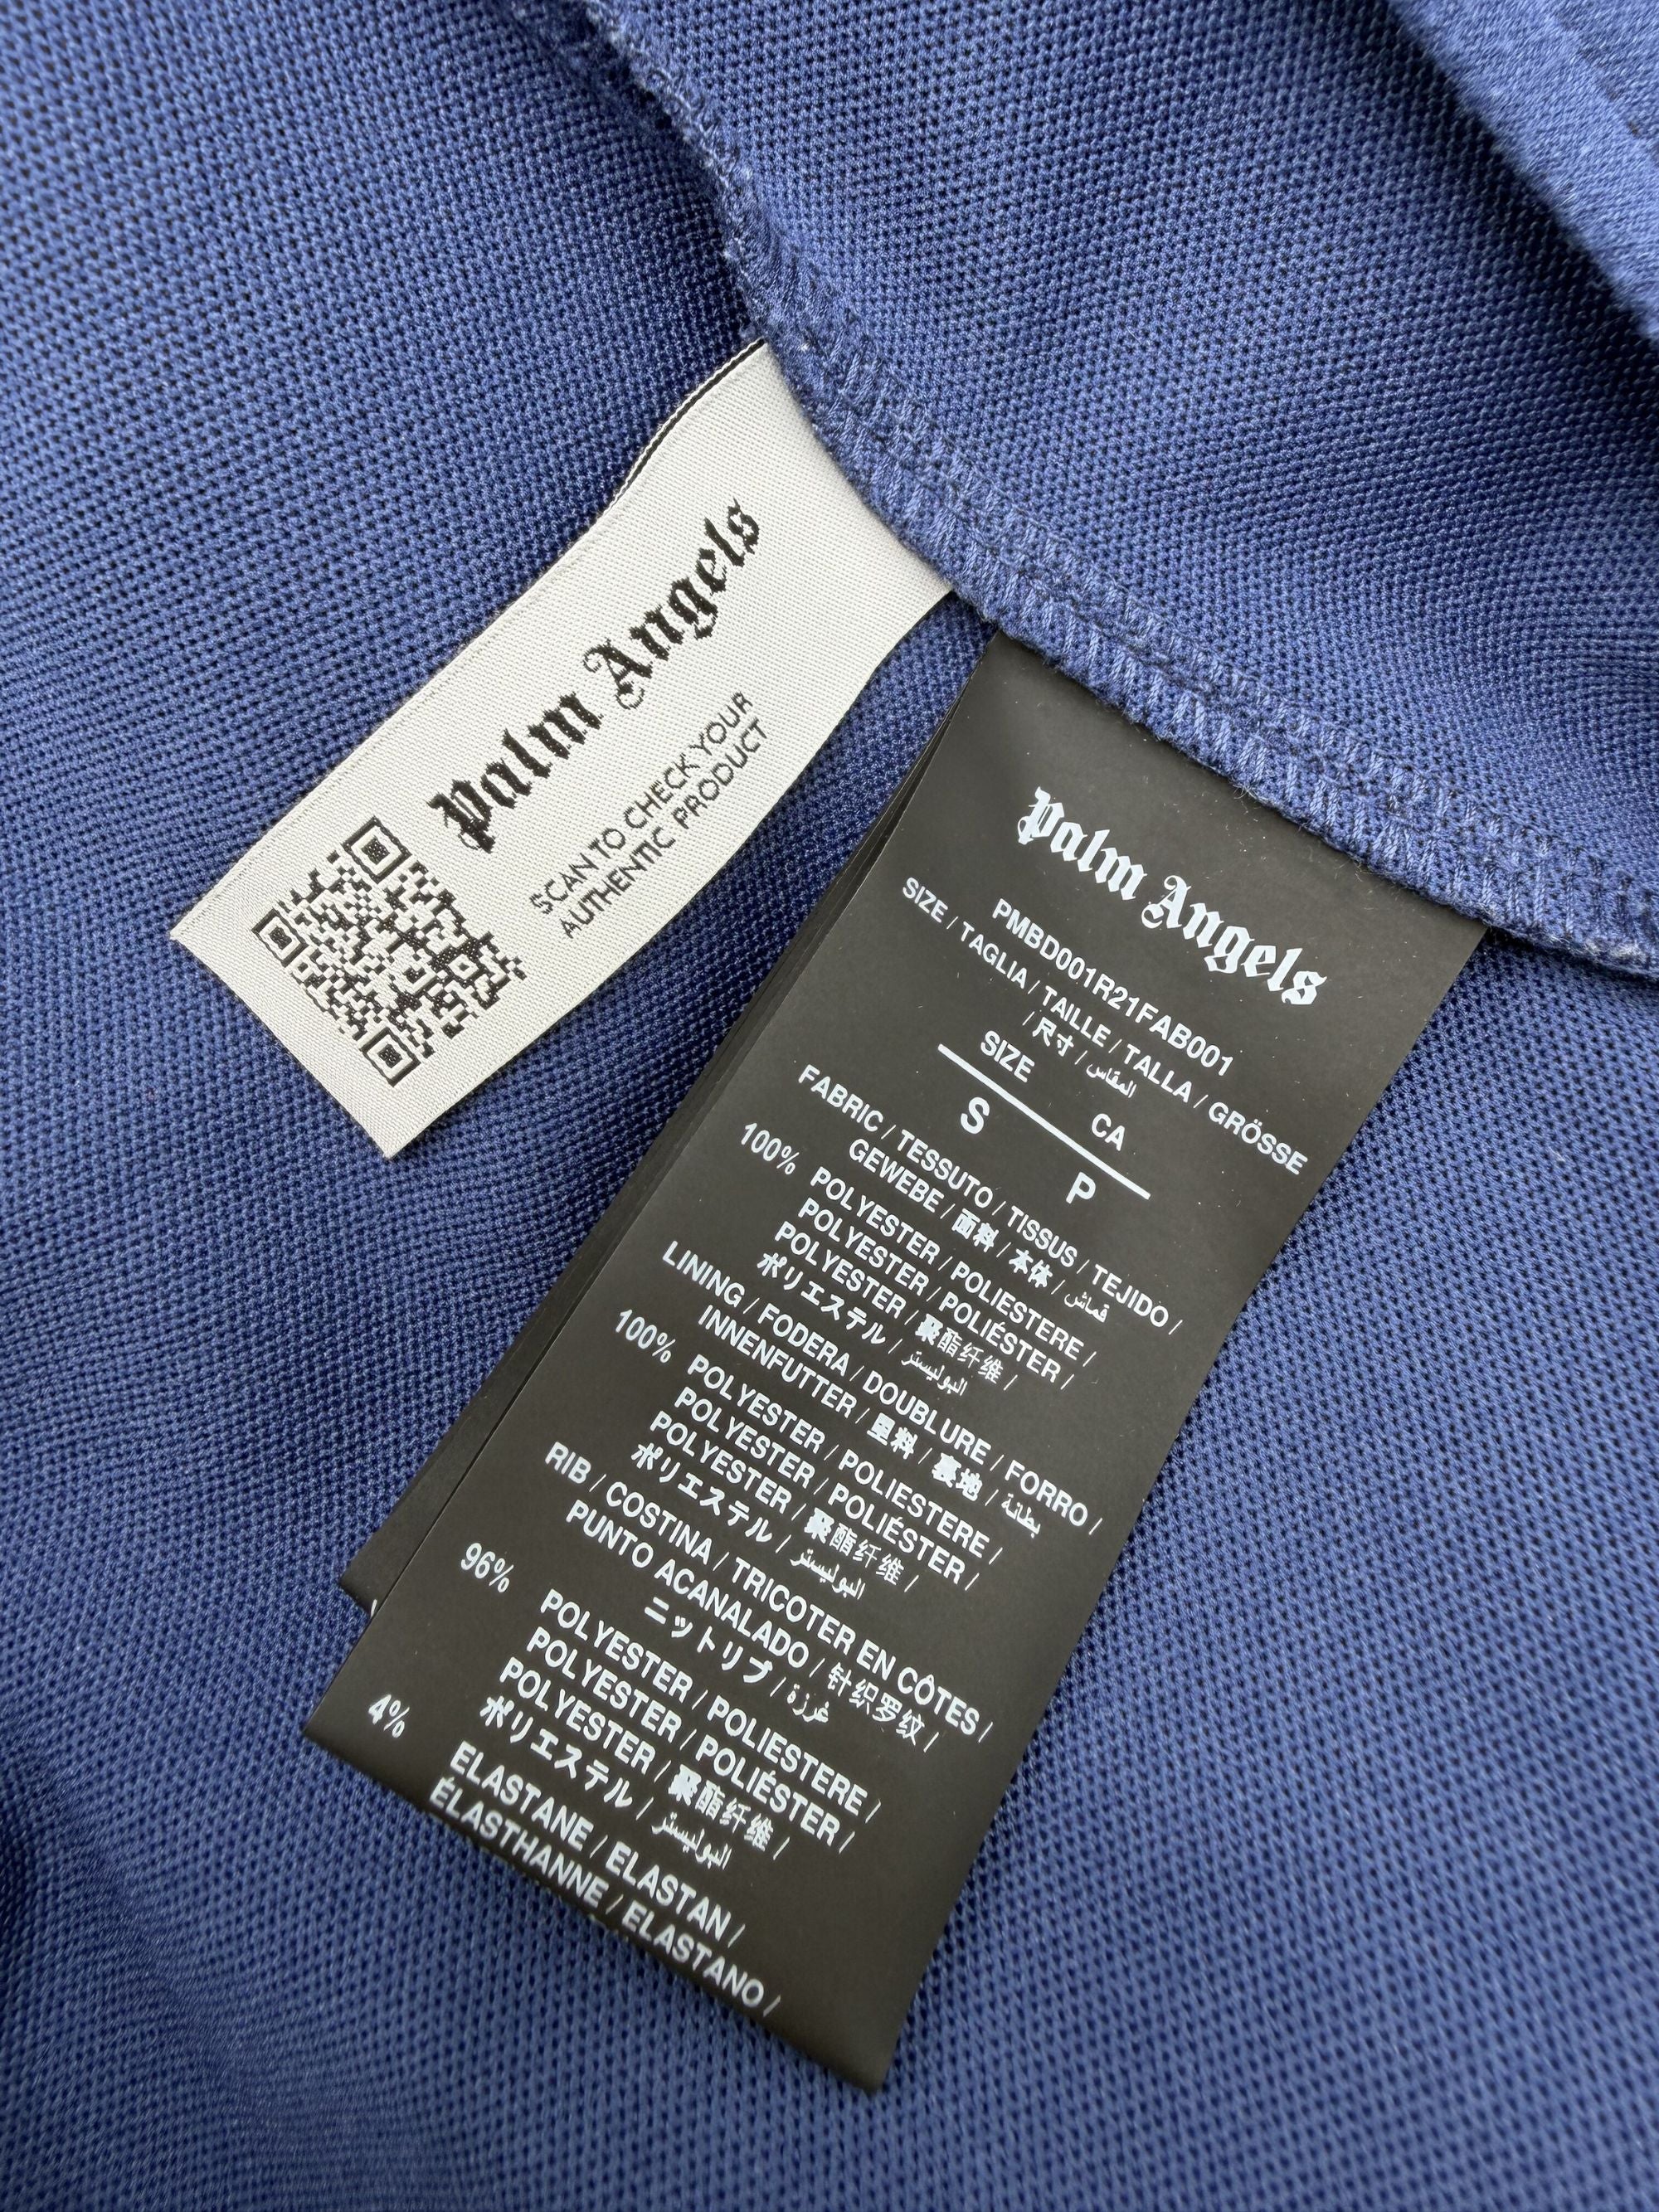 Palm Angels
SCAN TO CHECK YOUR
AUTHENTIC PRODUCT
Palm Angels
PMBD001R21FAB001
SIZE / TAGLIA / TAILLE / TALLA / GRÖSSE
/ 尺寸 / المقاس
SIZE CA
S P
FABRIC / TESSUTO / TISSUS / TEJIDO /
GEWEBE / 面料 / 本体 / قماش
100% POLYESTER / POLIESTERE /
POLYESTER / POLIÉSTER /
POLYESTER / 聚酯纤维 /
ポリエステル / البوليستر
LINING / FODERA / DOUBLURE / FORRO /
INNENFUTTER / 里料 / 裏地 / بطانة
100% POLYESTER / POLIESTERE /
POLYESTER / POLIÉSTER /
POLYESTER / 聚酯纤维 /
ポリエステル / البوليستر
RIB / COSTINA / TRICOTER EN CÔTES /
PUNTO ACANALADO / 针织罗纹 /
ニットリブ / غرزة
96% POLYESTER / POLIESTERE /
POLYESTER / POLIÉSTER /
POLYESTER / 聚酯纤维 /
ポリエステル / البوليستر
4% ELASTANE / ELASTAN /
ÉLASTHANNE / ELASTANO /